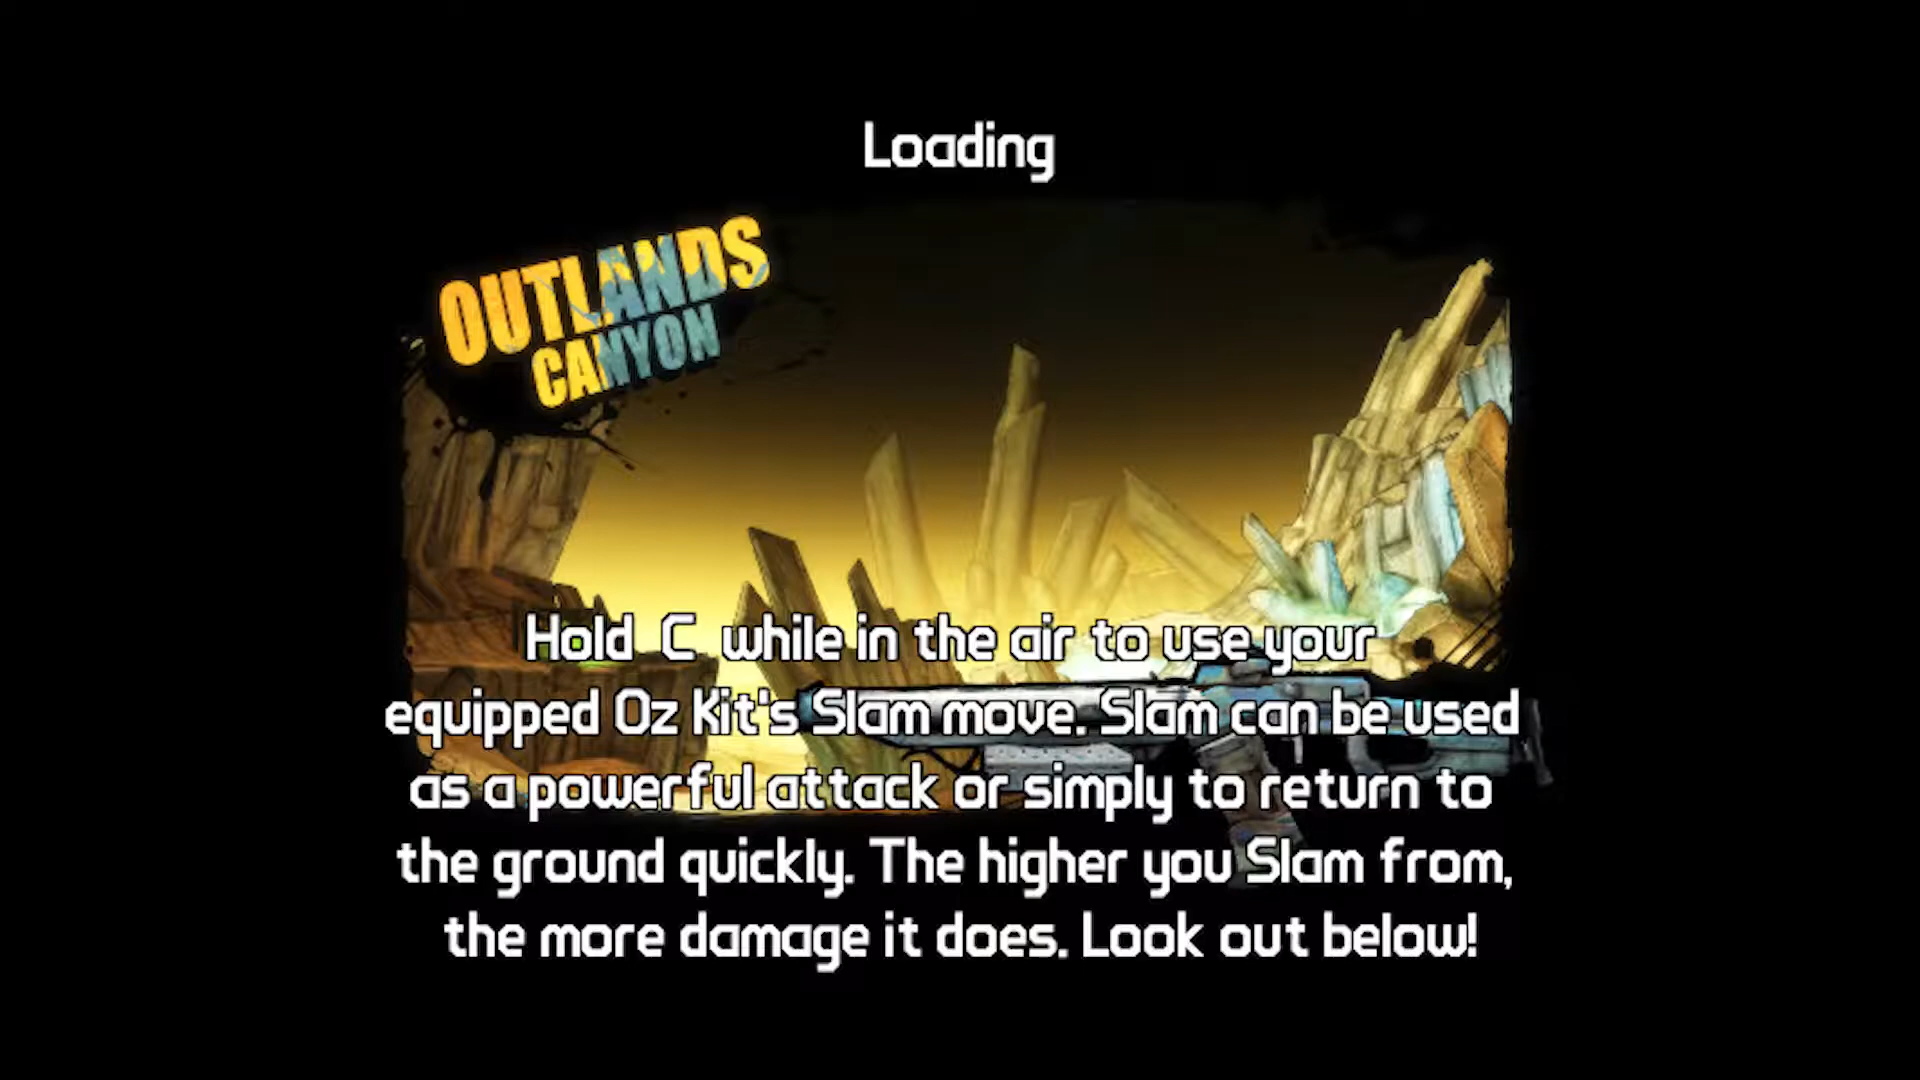 Loading
OUTLANDS
CANYON
Hold C while in the air to use your
equipped Oz Kit's Slam move. Slam can be used
as a powerful attack or simply to return to
the ground quickly. The higher you Slam from,
the more damage it does. Look out below!